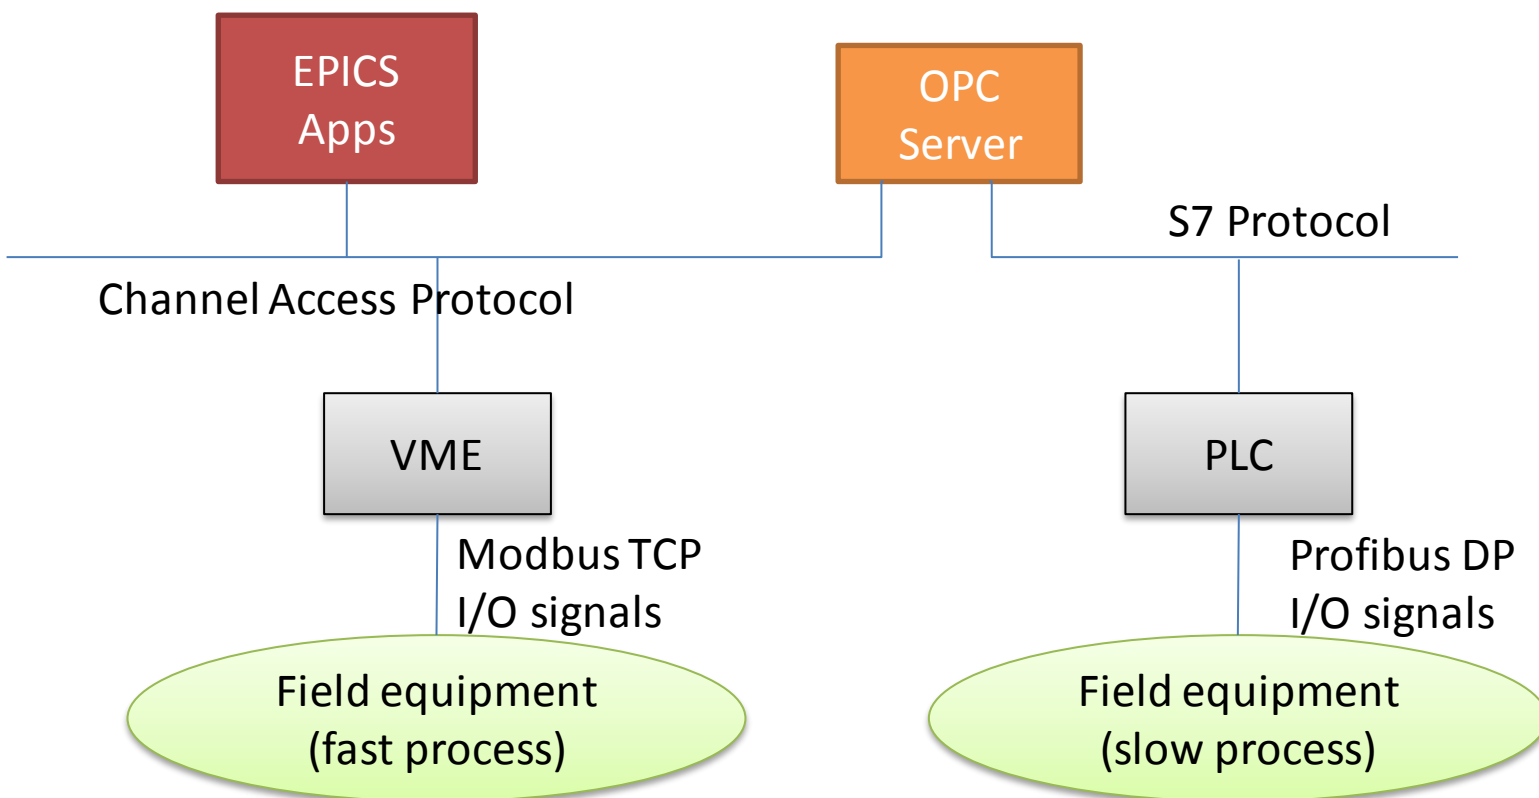 EPICS
Apps
OPC
Server
S7 Protocol
Channel Access Protocol
VME
PLC
Modbus TCP
I/O signals
Profibus DP
I/O signals
Field equipment
(fast process)
Field equipment
(slow process)